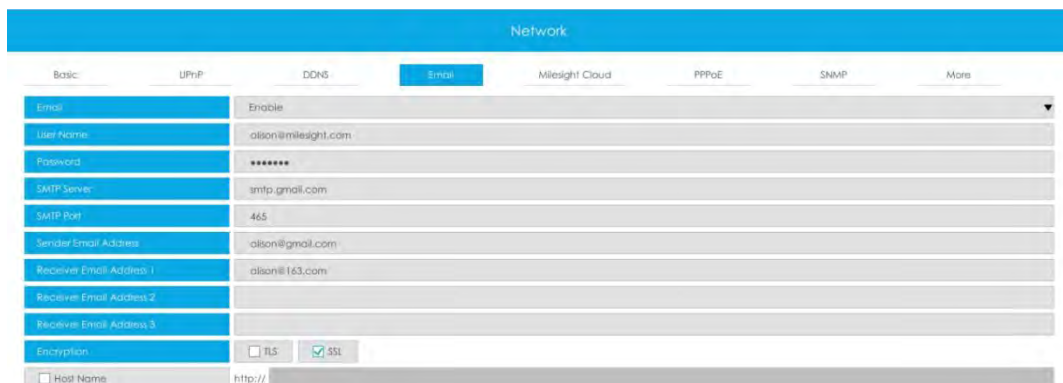 Network
Basic UPnP DDNS Email Milesight Cloud PPPoE SNMP More
Email Enable
User Name alison@milesight.com
Password •••••••
SMTP Server smtp.gmail.com
SMTP Port 465
Sender Email Address alison@gmail.com
Receiver Email Address 1 alison@163.com
Receiver Email Address 2
Receiver Email Address 3
Encryption TLS SSL
Host Name http://